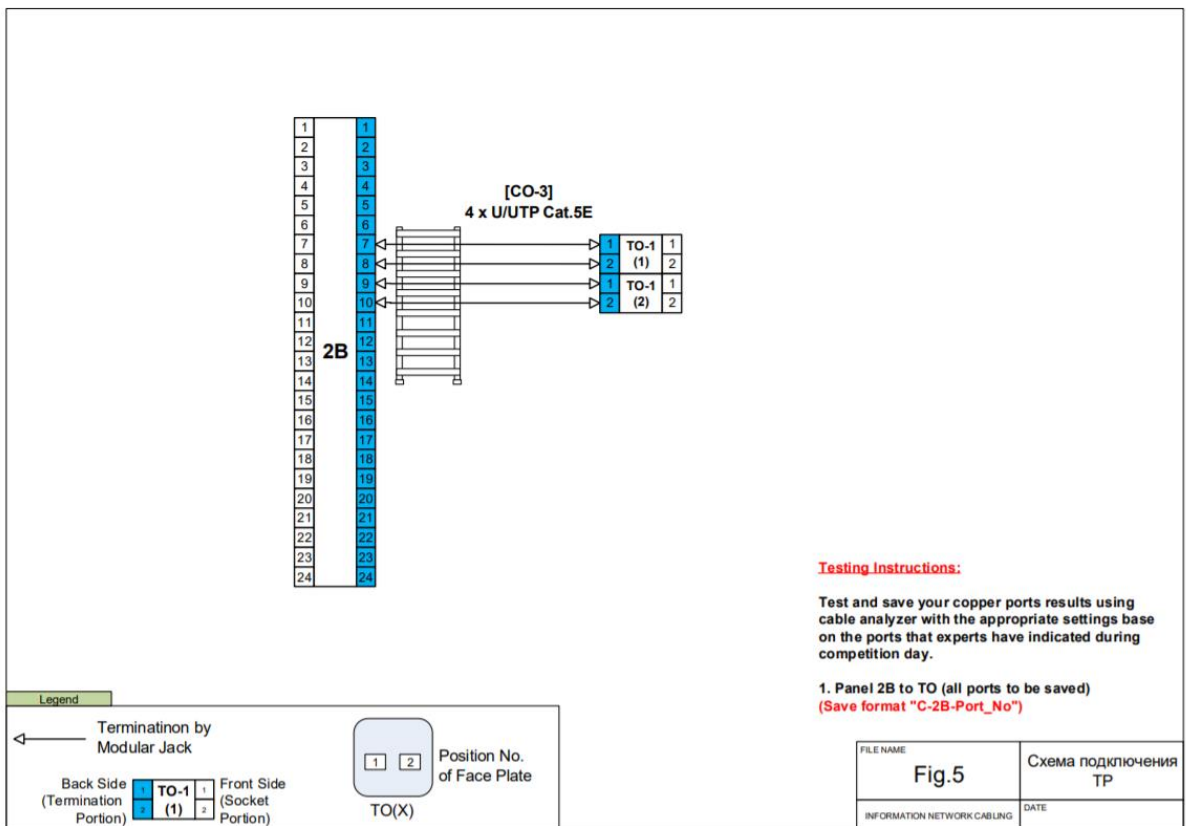 [CO-3]
4 x U/UTP Cat.5E
1 1
2 2
3 3
4 4
5 5
6 6
7 7 1 TO-1 1
8 8 2 (1) 2
9 9 1 TO-1 1
10 10 2 (2) 2
11 11
12 12
2B
13 13
14 14
15 15
16 16
17 17
18 18
19 19
20 20
21 21
22 22
23 23
24 24
Testing Instructions:
Test and save your copper ports results using
cable analyzer with the appropriate settings base
on the ports that experts have indicated during
competition day.
1. Panel 2B to TO (all ports to be saved)
(Save format "C-2B-Port_No")
Legend
Terminatinon by
Modular Jack
Back Side
(Termination
Portion)
1 TO-1 1
2 (1) 2
Front Side
(Socket
Portion)
1 2
TO(X)
Position No.
of Face Plate
FILE NAME
Fig.5
Схема подключения
ТР
INFORMATION NETWORK CABLING
DATE